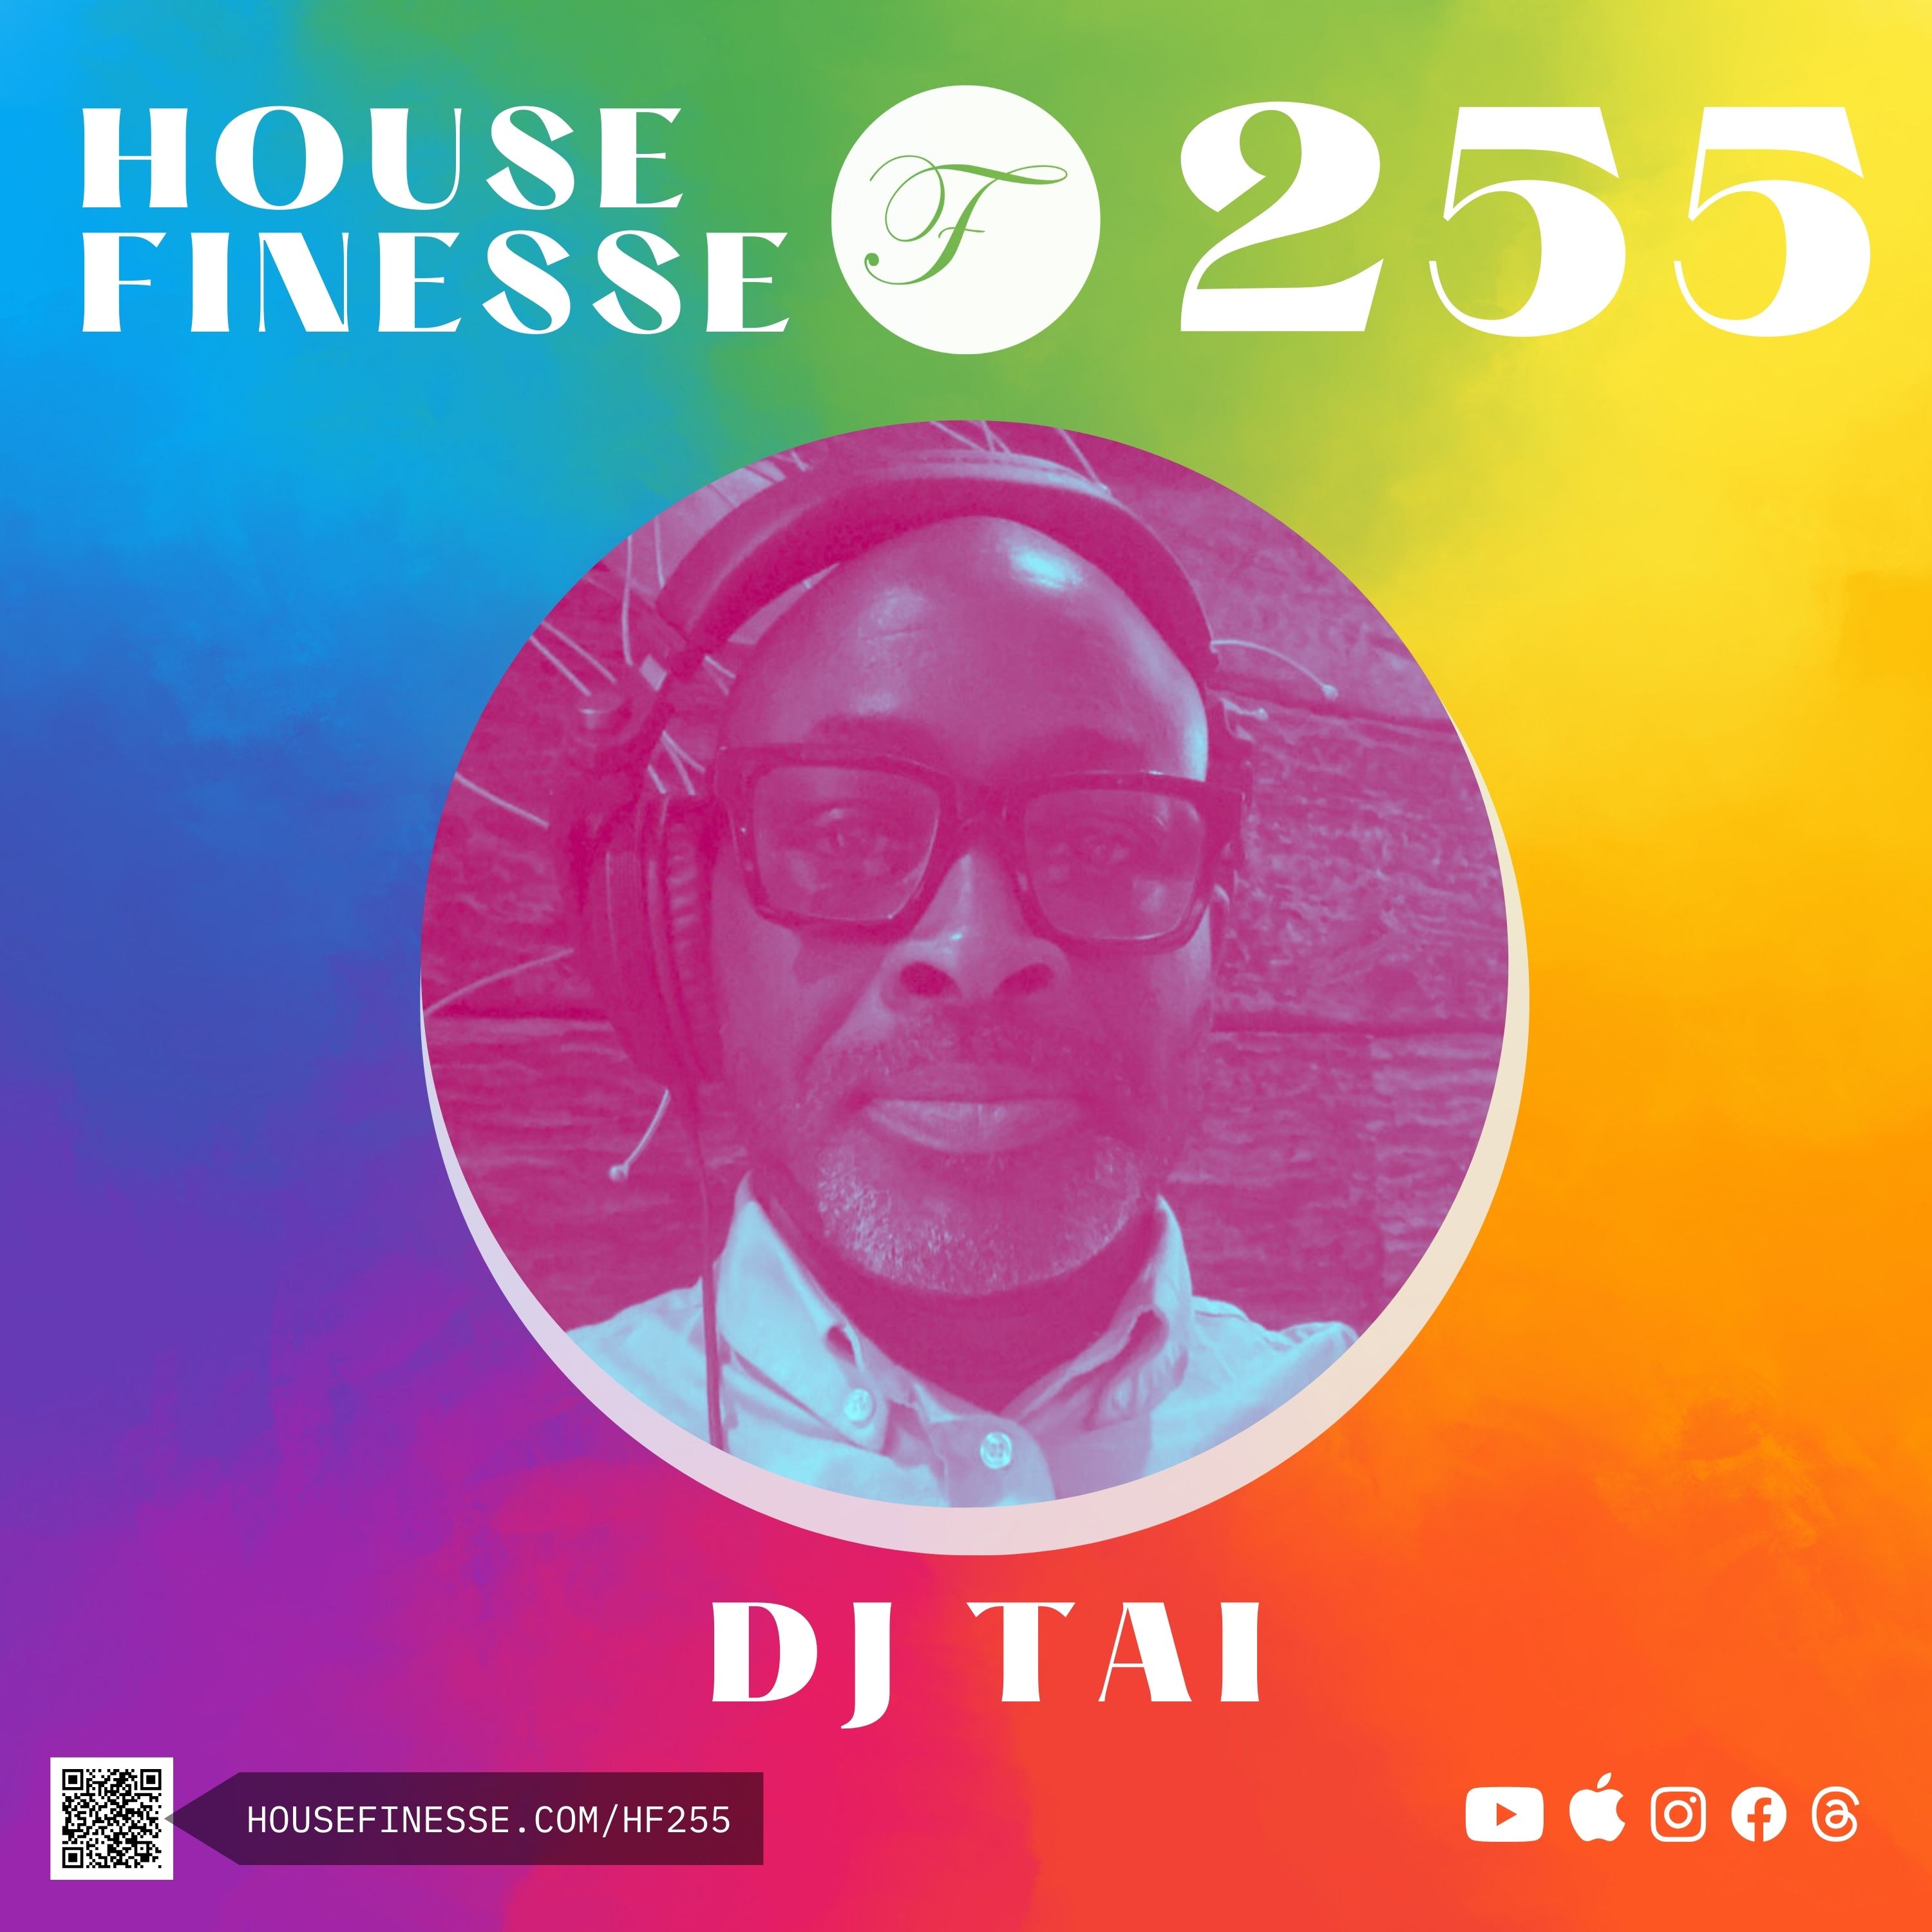 HOUSE
FINESSE
F
255
DJ TAI
HOUSEFINESSE.COM/HF255